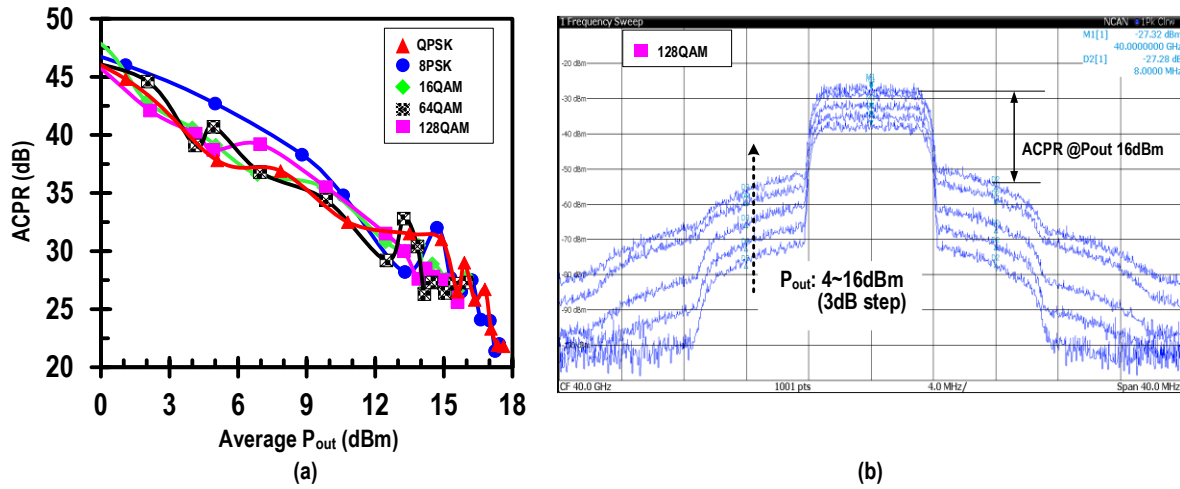 (a)
50
45
40
35
30
25
20
ACPR (dB)
QPSK
8PSK
16QAM
64QAM
128QAM
0 3 6 9 12 15 18
Average Pout (dBm)
(a)
(b)
1 Frequency Sweep
NCAN 1Pk Clrw
M1[1] -27.32 dBm
40.0000000 GHz
D2[1] -27.28 dB
8.0000 MHz
128QAM
-20 dBm
-30 dBm
-40 dBm
-50 dBm
-60 dBm
-70 dBm
M1
ACPR @Pout 16dBm
Pout: 4~16dBm
(3dB step)
CF 40.0 GHz
1001 pts
4.0 MHz/
Span 40.0 MHz
(b)